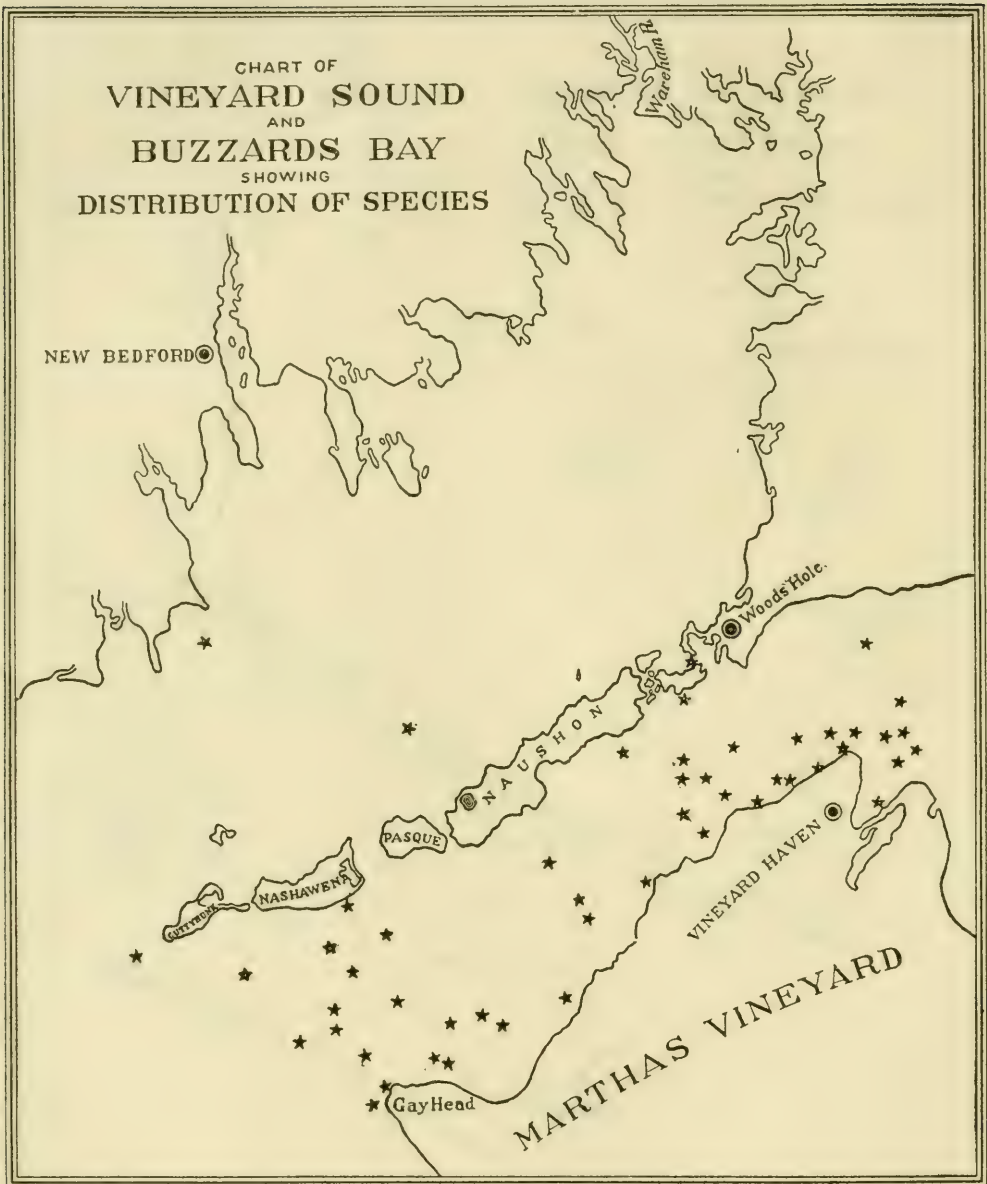 CHART OF
VINEYARD SOUND
AND
BUZZARDS BAY
SHOWING
DISTRIBUTION OF SPECIES
Wareham R.
NEW BEDFORD
Woods Hole.
NAUSHON
PASQUE
NASHAWENA
CUTTYHUNK
VINEYARD HAVEN
MARTHAS VINEYARD
Gay Head